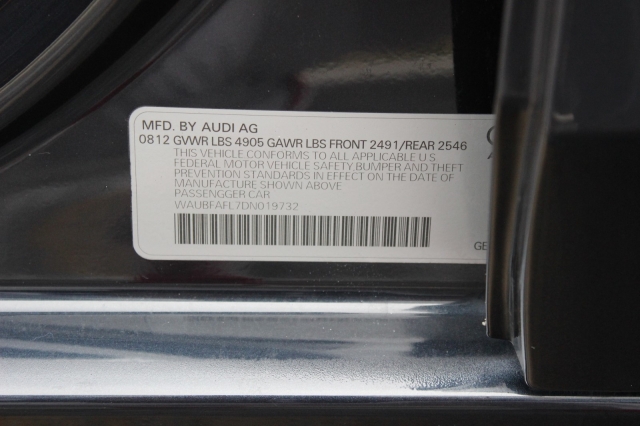 MFD. BY AUDI AG
0812 GVWR LBS 4905 GAWR LBS FRONT 2491/REAR 2546
THIS VEHICLE CONFORMS TO ALL APPLICABLE U.S.
FEDERAL MOTOR VEHICLE SAFETY BUMPER AND THEFT
PREVENTION STANDARDS IN EFFECT ON THE DATE OF
MANUFACTURE SHOWN ABOVE
PASSENGGER CAR
WAUBFAFL7DN019732
GE